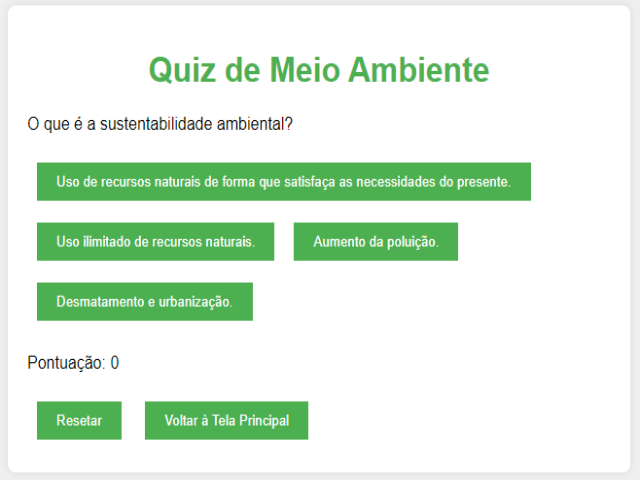 Quiz de Meio Ambiente
O que é a sustentabilidade ambiental?
Uso de recursos naturais de forma que satisfaça as necessidades do presente.
Uso ilimitado de recursos naturais.
Aumento da poluição.
Desmatamento e urbanização.
Pontuação: 0
Resetar
Voltar à Tela Principal